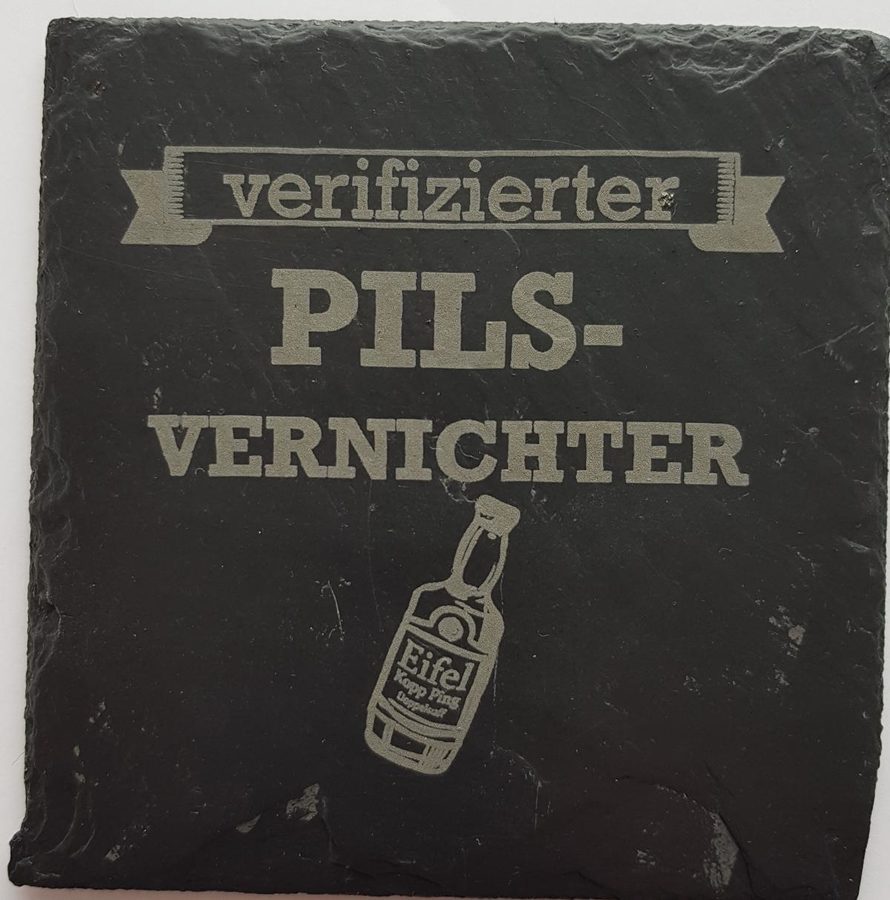 verifizierter
PILS-
VERNICHTER
Eifel
Kopp Ping